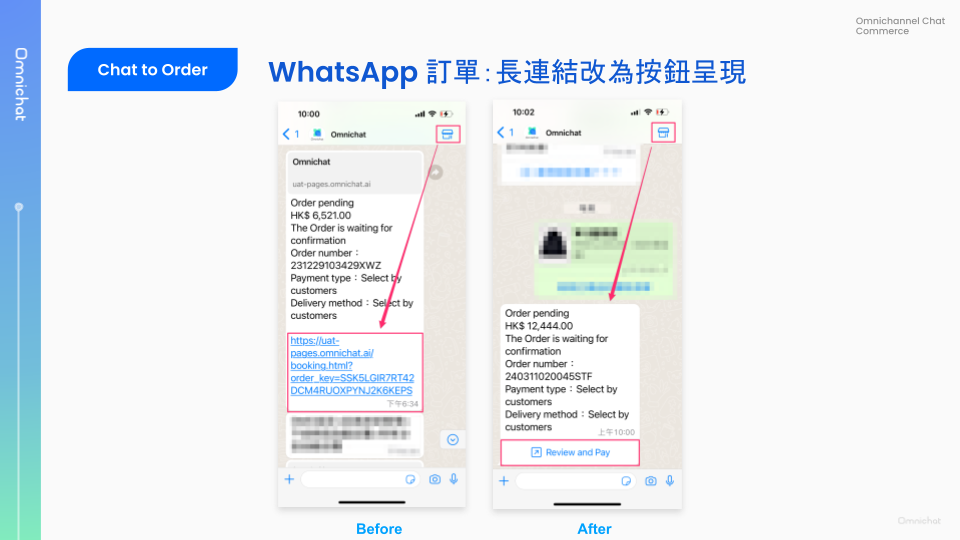 Omnichannel Chat
Commerce
Omnichat
Chat to Order
WhatsApp 訂單：長連結改為按鈕呈現
10:00
1
Omnichat
Omnichat
uat-pages.omnichat.ai
Order pending
HK$ 6,521.00
The Order is waiting for
confirmation
Order number：
231229103429XWZ
Payment type：Select by
customers
Delivery method：Select by
customers
https://uat-
pages.omnichat.ai/
booking.html?
order_key=SSK5LGIR7RT42
DCM4RUOXPYNJ2K6KEPS
下午6:34
Before
10:02
1
Omnichat
Order pending
HK$ 12,444.00
The Order is waiting for
confirmation
Order number：
240311020045STF
Payment type：Select by
customers
Delivery method：Select by
customers
上午10:00
Review and Pay
After
Omnichat